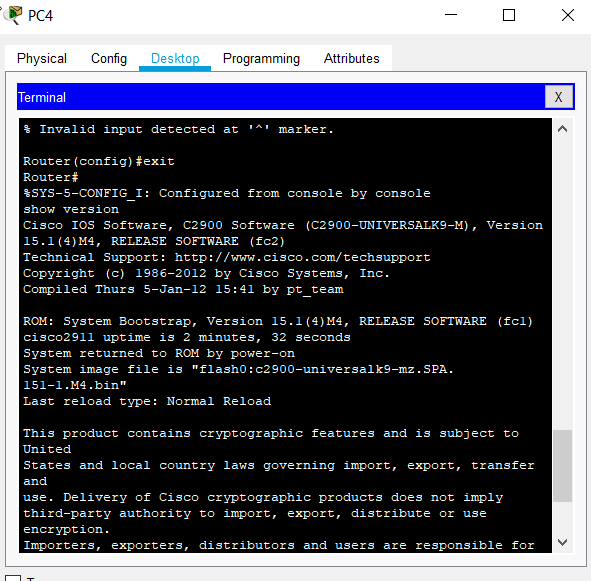 PC4
Physical Config Desktop Programming Attributes
Terminal X
% Invalid input detected at '^' marker.
Router(config)#exit
Router#
%SYS-5-CONFIG_I: Configured from console by console
show version
Cisco IOS Software, C2900 Software (C2900-UNIVERSALK9-M), Version
15.1(4)M4, RELEASE SOFTWARE (fc2)
Technical Support: http://www.cisco.com/techsupport
Copyright (c) 1986-2012 by Cisco Systems, Inc.
Compiled Thurs 5-Jan-12 15:41 by pt_team
ROM: System Bootstrap, Version 15.1(4)M4, RELEASE SOFTWARE (fc1)
cisco2911 uptime is 2 minutes, 32 seconds
System returned to ROM by power-on
System image file is "flash0:c2900-universalk9-mz.SPA.
151-1.M4.bin"
Last reload type: Normal Reload
This product contains cryptographic features and is subject to
United
States and local country laws governing import, export, transfer
and
use. Delivery of Cisco cryptographic products does not imply
third-party authority to import, export, distribute or use
encryption.
Importers, exporters, distributors and users are responsible for